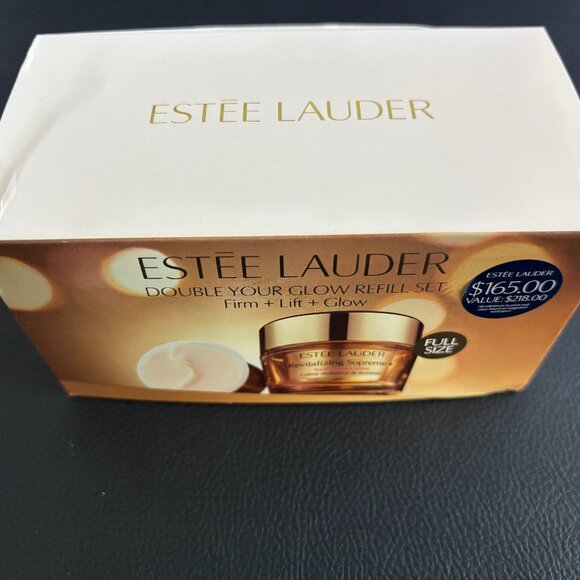 ESTĒE LAUDER
ESTĒE LAUDER
DOUBLE YOUR GLOW REFILL SET
Firm + Lift + Glow
ESTĒE LAUDER
$165.00
VALUE: $218.00
FULL
SIZE
ESTĒE LAUDER
Revitalizing Supreme+